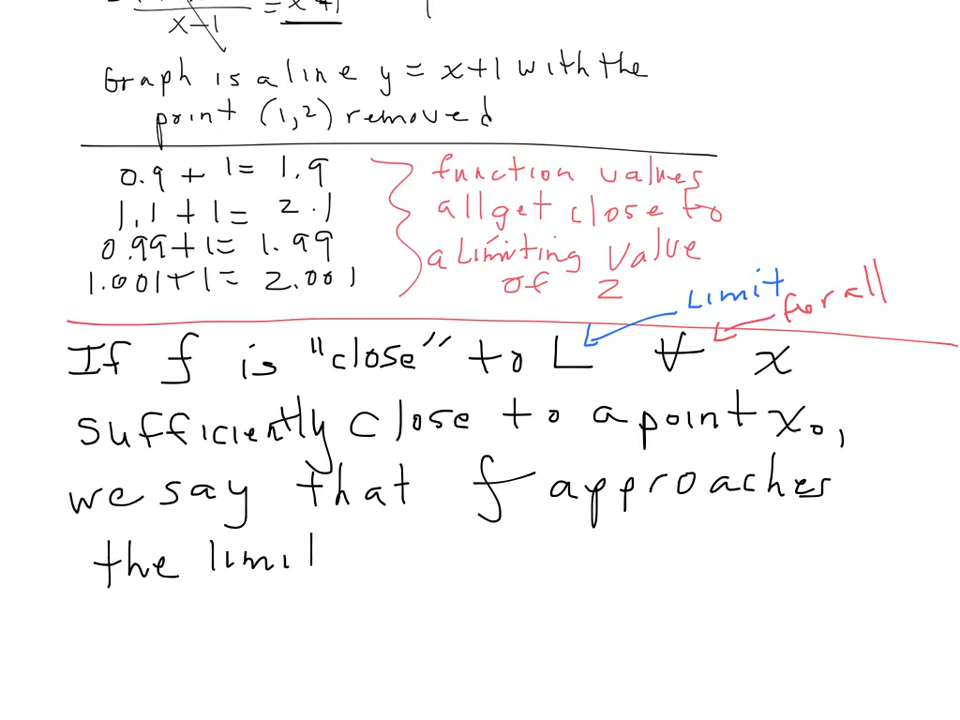 x-1 = x+1
Graph is a line y = x+1 with the
point (1,2) removed
0.9 + 1 = 1.9
1.1 + 1 = 2.1
0.99 + 1 = 1.99
1.001 + 1 = 2.001
function values
all get close to
a Limiting value
of 2
Limit
for all
If f is "close" to L ∀ x
sufficiently close to a point x₀,
we say that f approaches
the limi